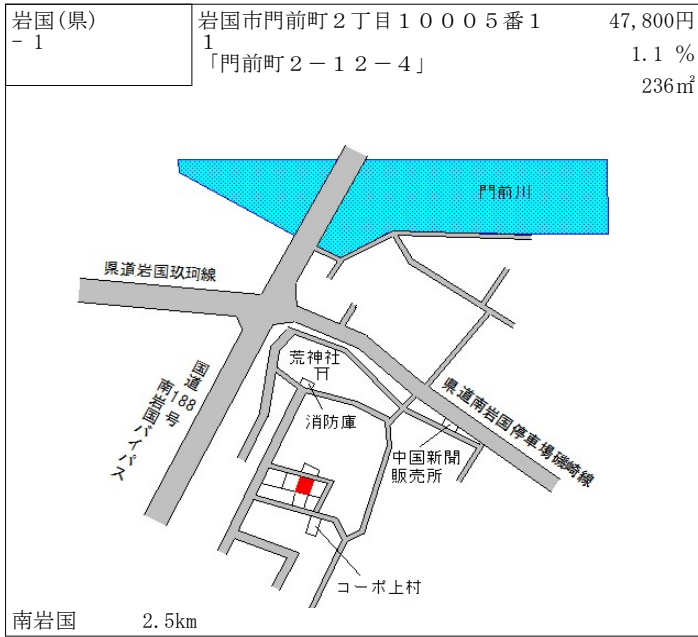 岩国(県)
－ 1
岩国市門前町２丁目１０００５番１
１
「門前町２－１２－４」
47,800円
1.1 %
236㎡
門前川
県道岩国玖珂線
荒神社
国道188号
南岩国バイパス
消防庫
県道南岩国停車場磯崎線
中国新聞
販売所
コーポ上村
南岩国 2.5km